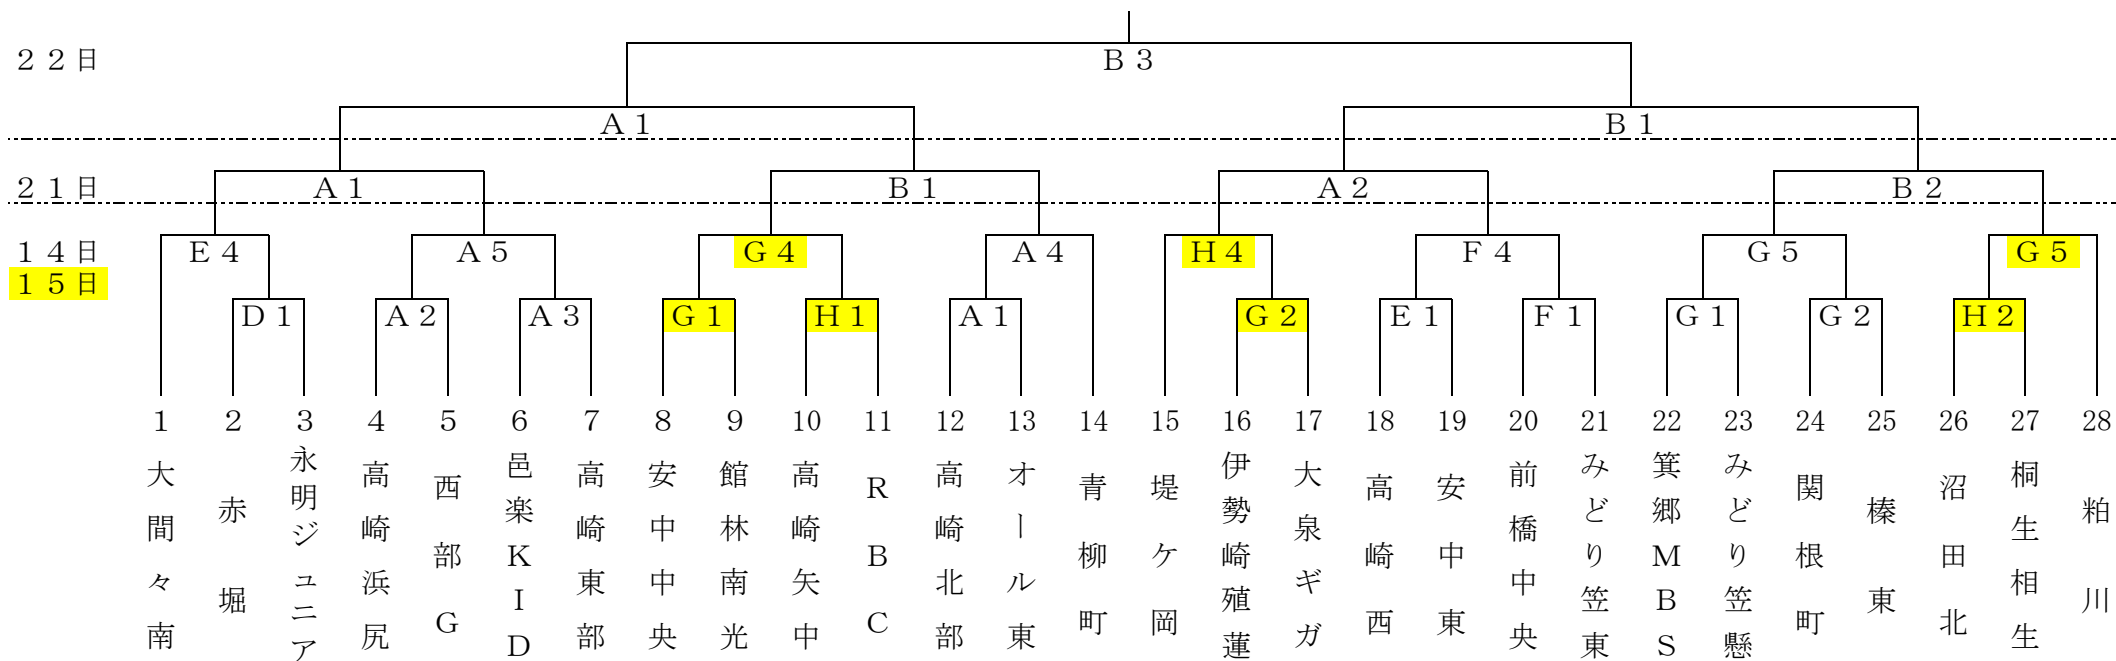 ２２日
Ｂ３
Ａ１
Ｂ１
２１日
Ａ１
Ｂ１
Ａ２
Ｂ２
１４日
Ｅ４
Ａ５
Ｇ４
Ａ４
Ｈ４
Ｆ４
Ｇ５
Ｇ５
１５日
Ｄ１
Ａ２
Ａ３
Ｇ１
Ｈ１
Ａ１
Ｇ２
Ｅ１
Ｆ１
Ｇ１
Ｇ２
Ｈ２
1 2 3 4 5 6 7 8 9 10 11 12 13 14 15 16 17 18 19 20 21 22 23 24 25 26 27 28
大間々南
赤堀
永明ジュニア
高崎浜尻
西部Ｇ
邑楽ＫＩＤ
高崎東部
安中中央
館林南光
高崎矢中
ＲＢＣ
高崎北部
オール東
青柳町
堤ケ岡
伊勢崎殖蓮
大泉ギガ
高崎西
安中東
前橋中央
みどり笠東
箕郷ＭＢＳ
みどり笠懸
関根町
榛東
沼田北
桐生相生
粕川